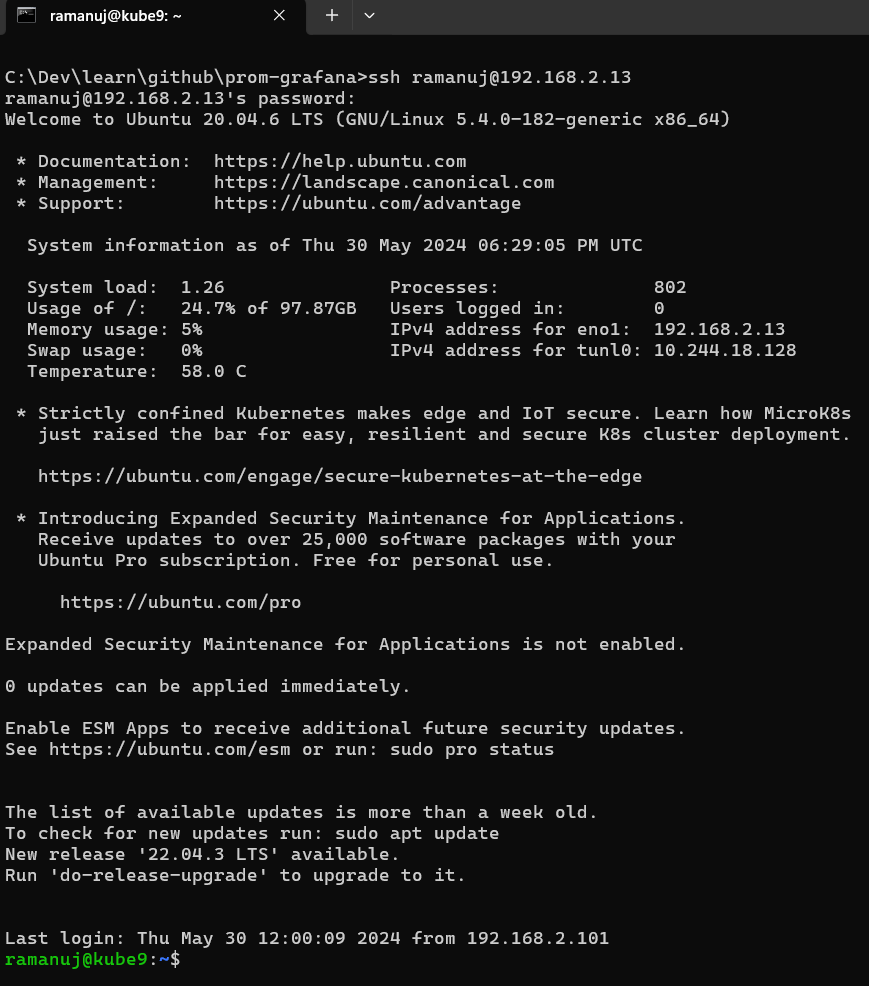 ramanuj@kube9: ~
C:\Dev\learn\github\prom-grafana>ssh ramanuj@192.168.2.13
ramanuj@192.168.2.13's password:
Welcome to Ubuntu 20.04.6 LTS (GNU/Linux 5.4.0-182-generic x86_64)
* Documentation:  https://help.ubuntu.com
* Management:     https://landscape.canonical.com
* Support:        https://ubuntu.com/advantage
System information as of Thu 30 May 2024 06:29:05 PM UTC
System load:  1.26               Processes:              802
Usage of /:   24.7% of 97.87GB   Users logged in:        0
Memory usage: 5%                 IPv4 address for eno1:  192.168.2.13
Swap usage:   0%                 IPv4 address for tunl0: 10.244.18.128
Temperature:  58.0 C
* Strictly confined Kubernetes makes edge and IoT secure. Learn how MicroK8s
just raised the bar for easy, resilient and secure K8s cluster deployment.
https://ubuntu.com/engage/secure-kubernetes-at-the-edge
* Introducing Expanded Security Maintenance for Applications.
Receive updates to over 25,000 software packages with your
Ubuntu Pro subscription. Free for personal use.
https://ubuntu.com/pro
Expanded Security Maintenance for Applications is not enabled.
0 updates can be applied immediately.
Enable ESM Apps to receive additional future security updates.
See https://ubuntu.com/esm or run: sudo pro status
The list of available updates is more than a week old.
To check for new updates run: sudo apt update
New release '22.04.3 LTS' available.
Run 'do-release-upgrade' to upgrade to it.
Last login: Thu May 30 12:00:09 2024 from 192.168.2.101
ramanuj@kube9:~$